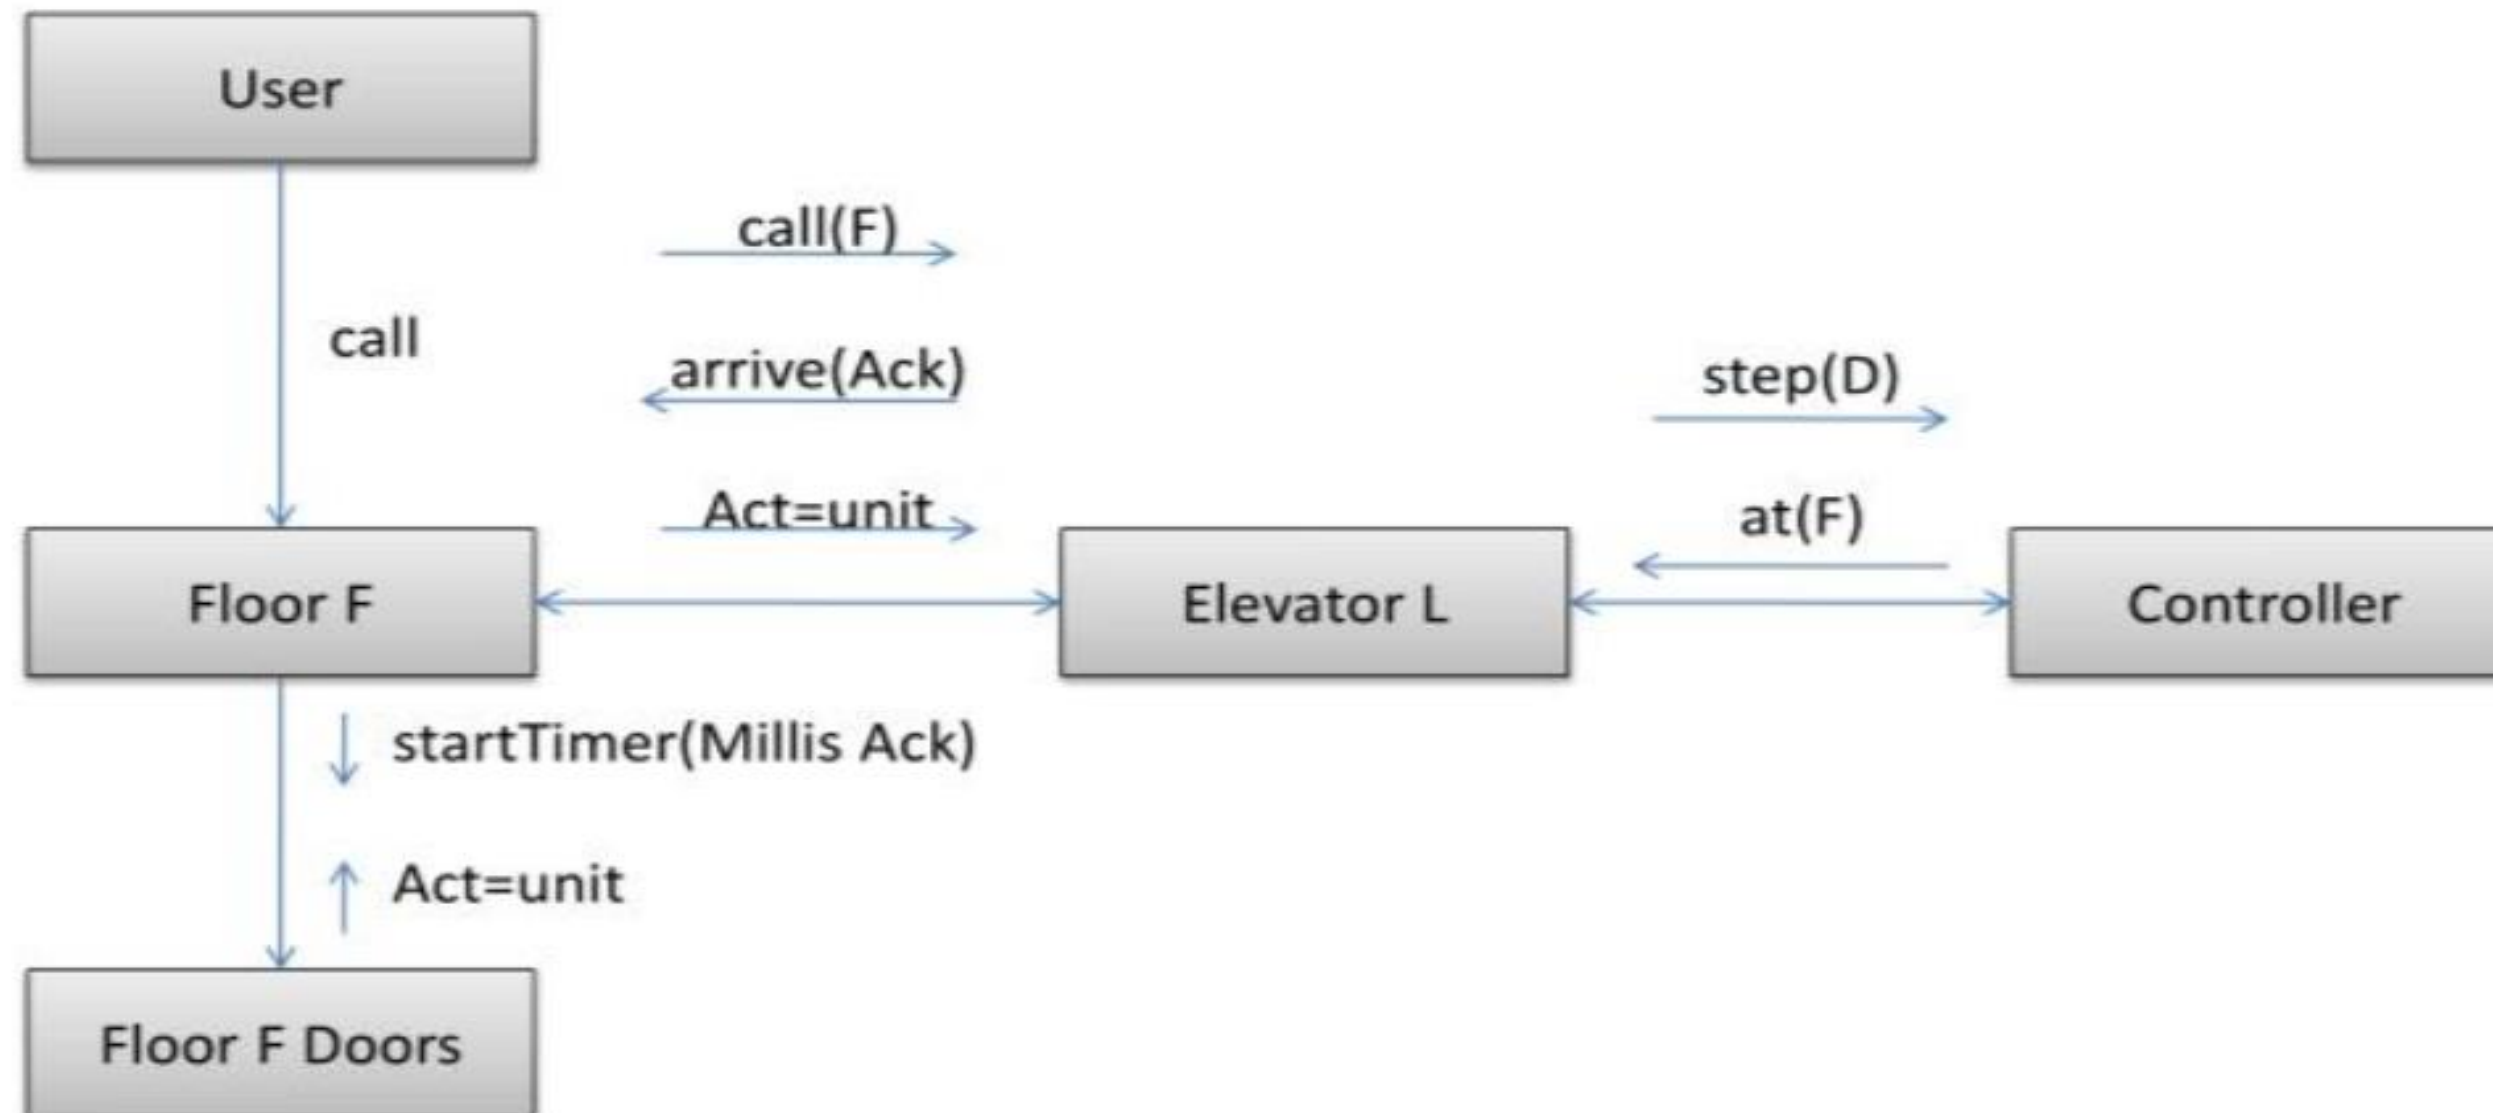 User
call(F)
call
arrive(Ack)
step(D)
Act=unit
at(F)
Floor F
Elevator L
Controller
startTimer(Millis Ack)
Act=unit
Floor F Doors